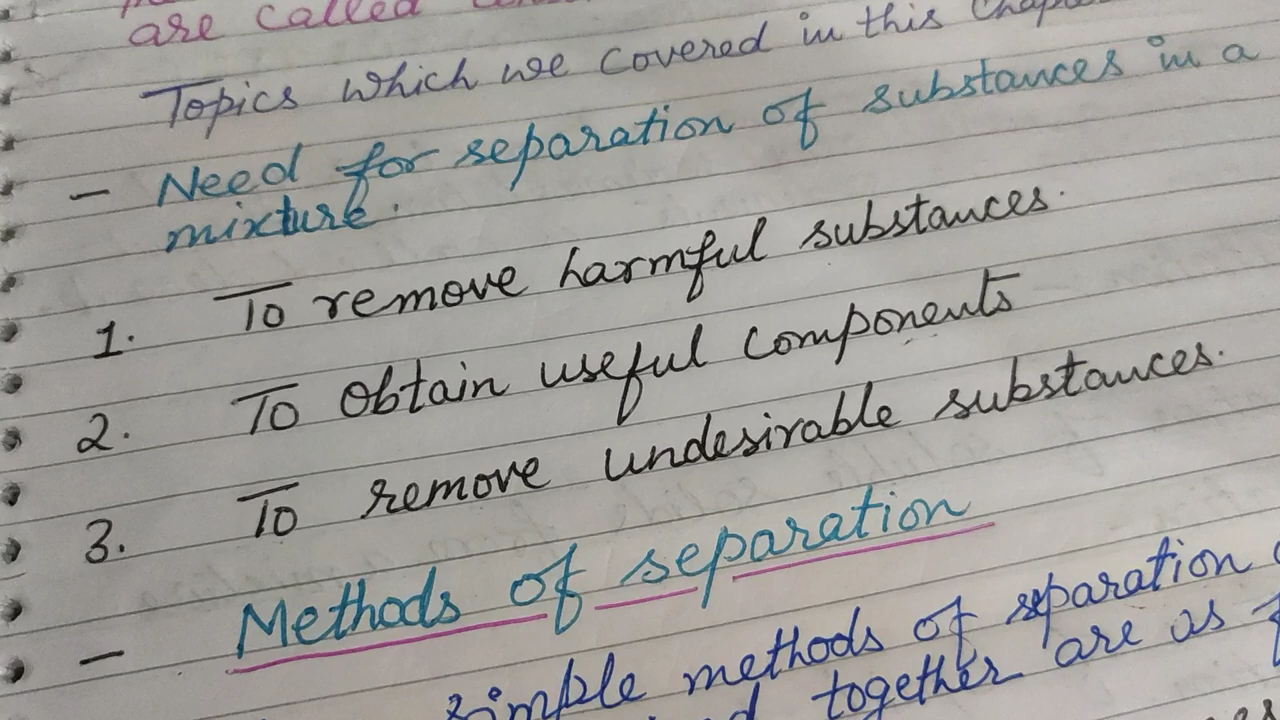 are called
Topics which we covered in this
- Need for separation of substances in a
mixture.
1. To remove harmful substances.
2. To obtain useful components
3. To remove undesirable substances.
- Methods of separation
simple methods of separation
together are as